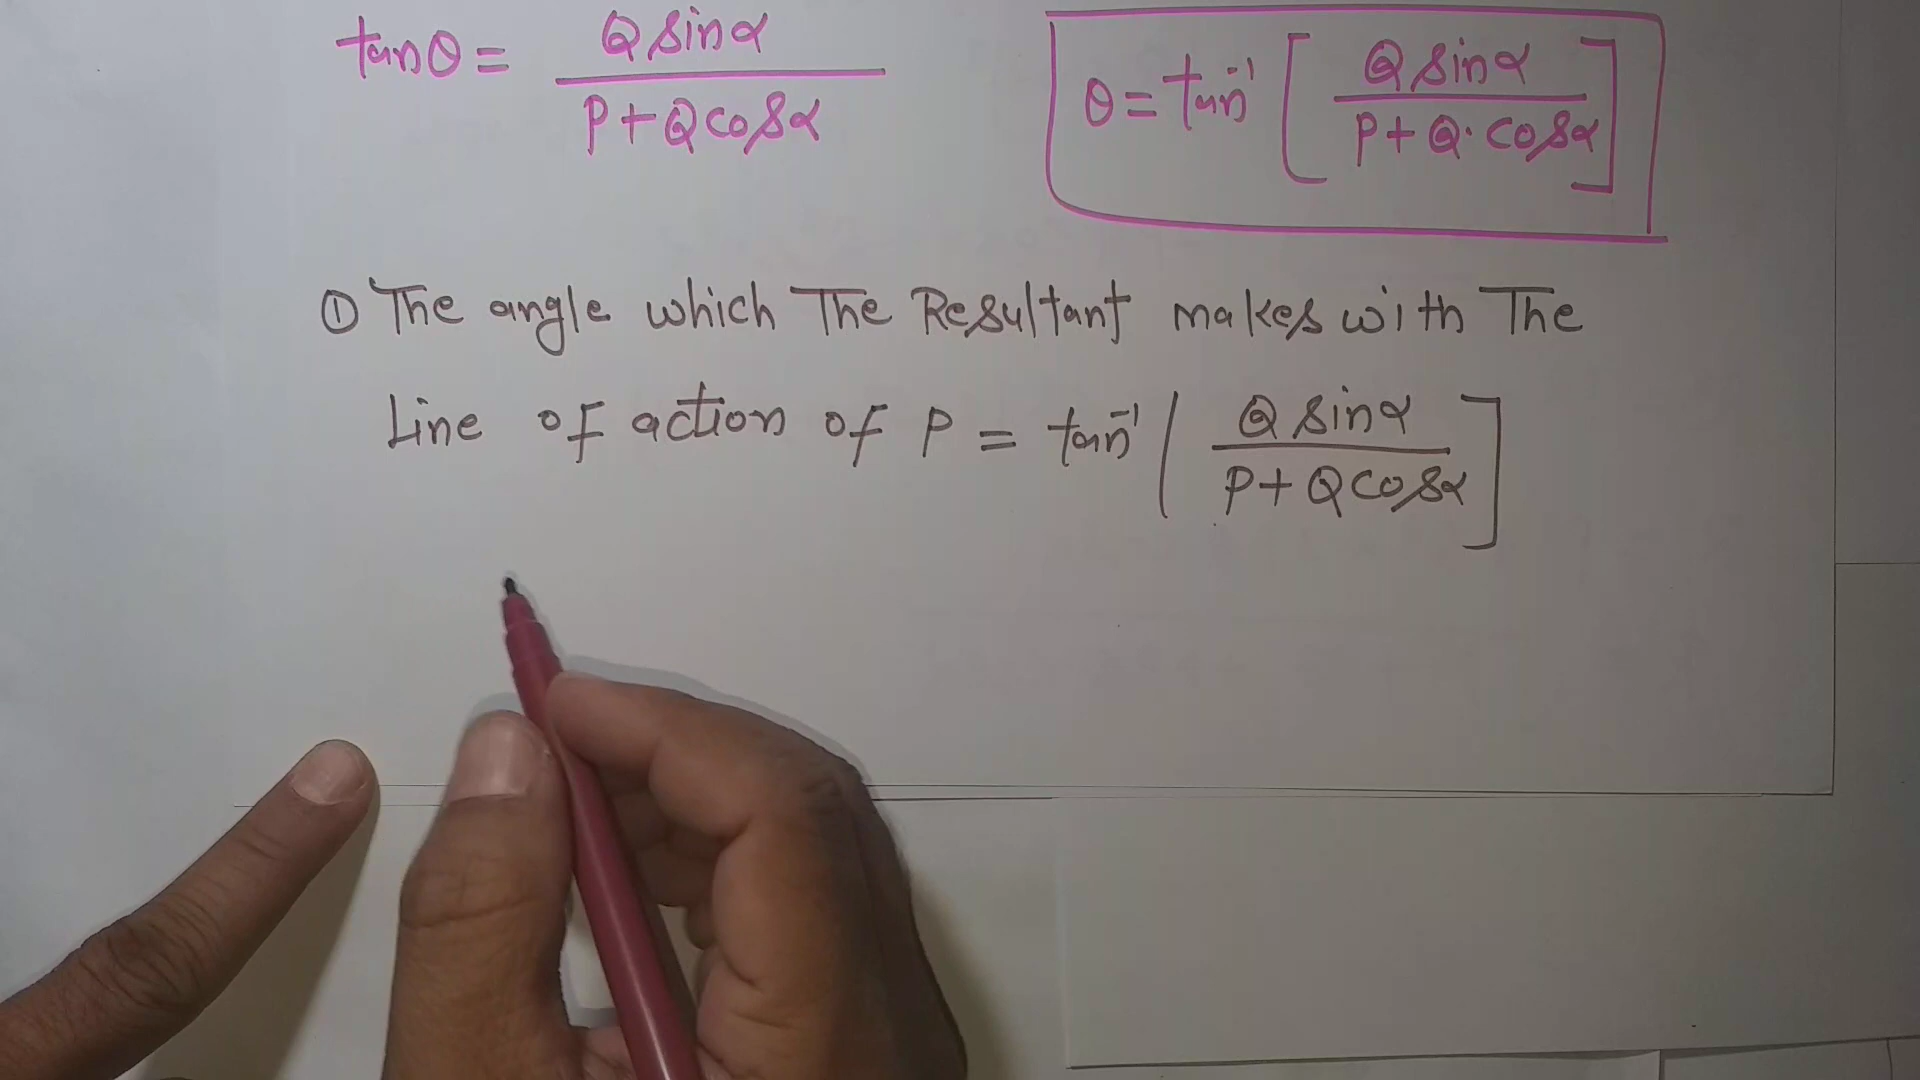 tanθ = Q sinα / P + Q cosα
θ = tan⁻¹ [ Q sinα / P + Q · cosα ]
① The angle which The Resultant makes with The
Line of action of P = tan⁻¹ ( Q sinα / P + Q cosα ]